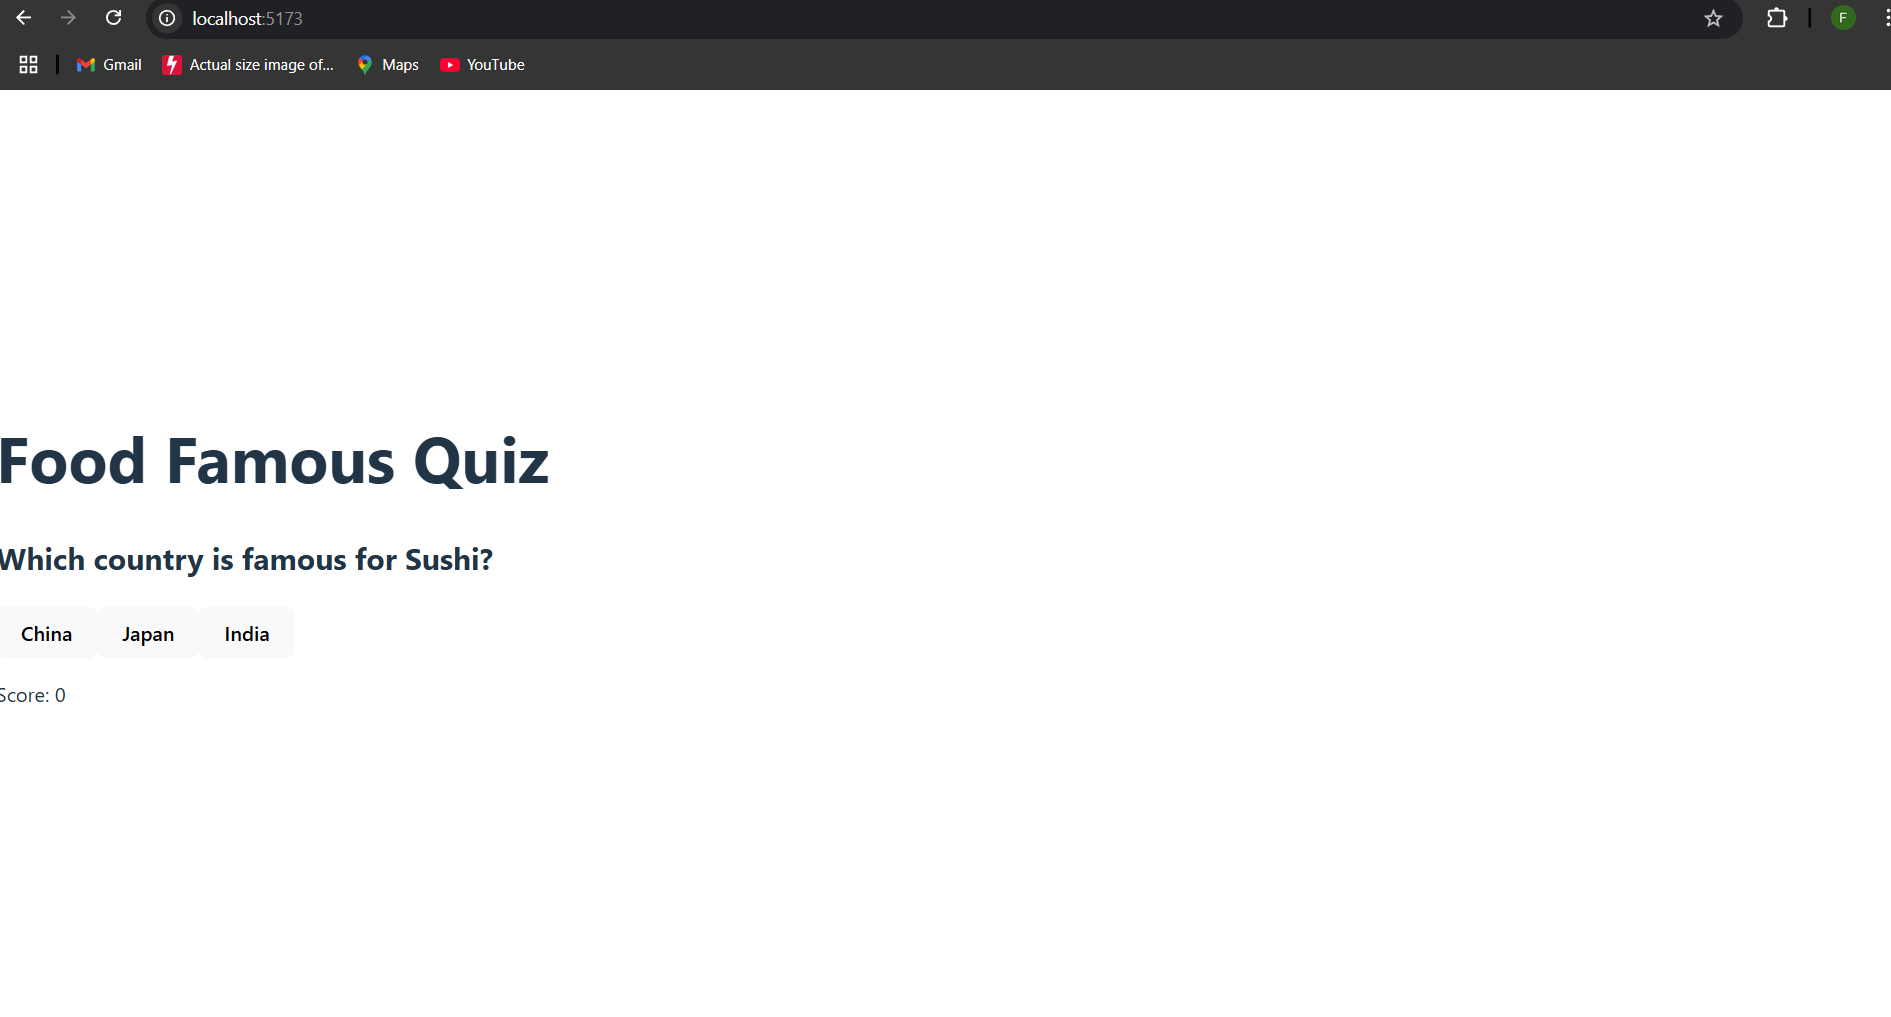 localhost:5173
F
Gmail Actual size image of... Maps YouTube
Food Famous Quiz
Which country is famous for Sushi?
China Japan India
Score: 0